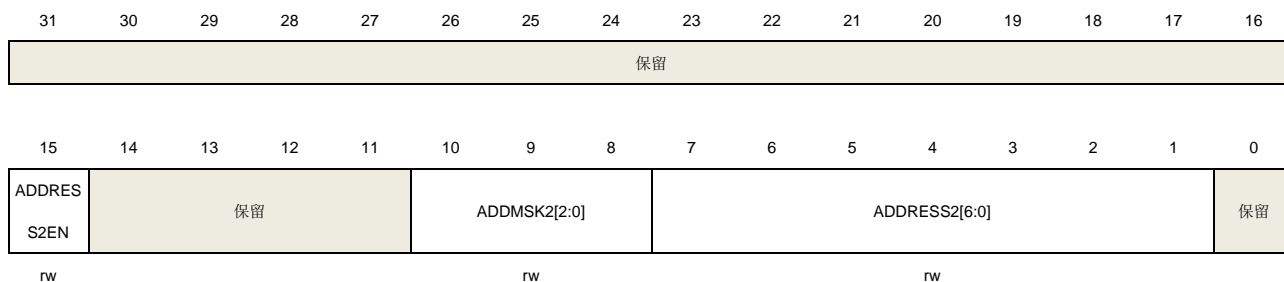 31 30 29 28 27 26 25 24 23 22 21 20 19 18 17 16
保留
15 14 13 12 11 10 9 8 7 6 5 4 3 2 1 0
ADDRES
S2EN
保留
ADDMSK2[2:0]
ADDRESS2[6:0]
保留
rw rw rw